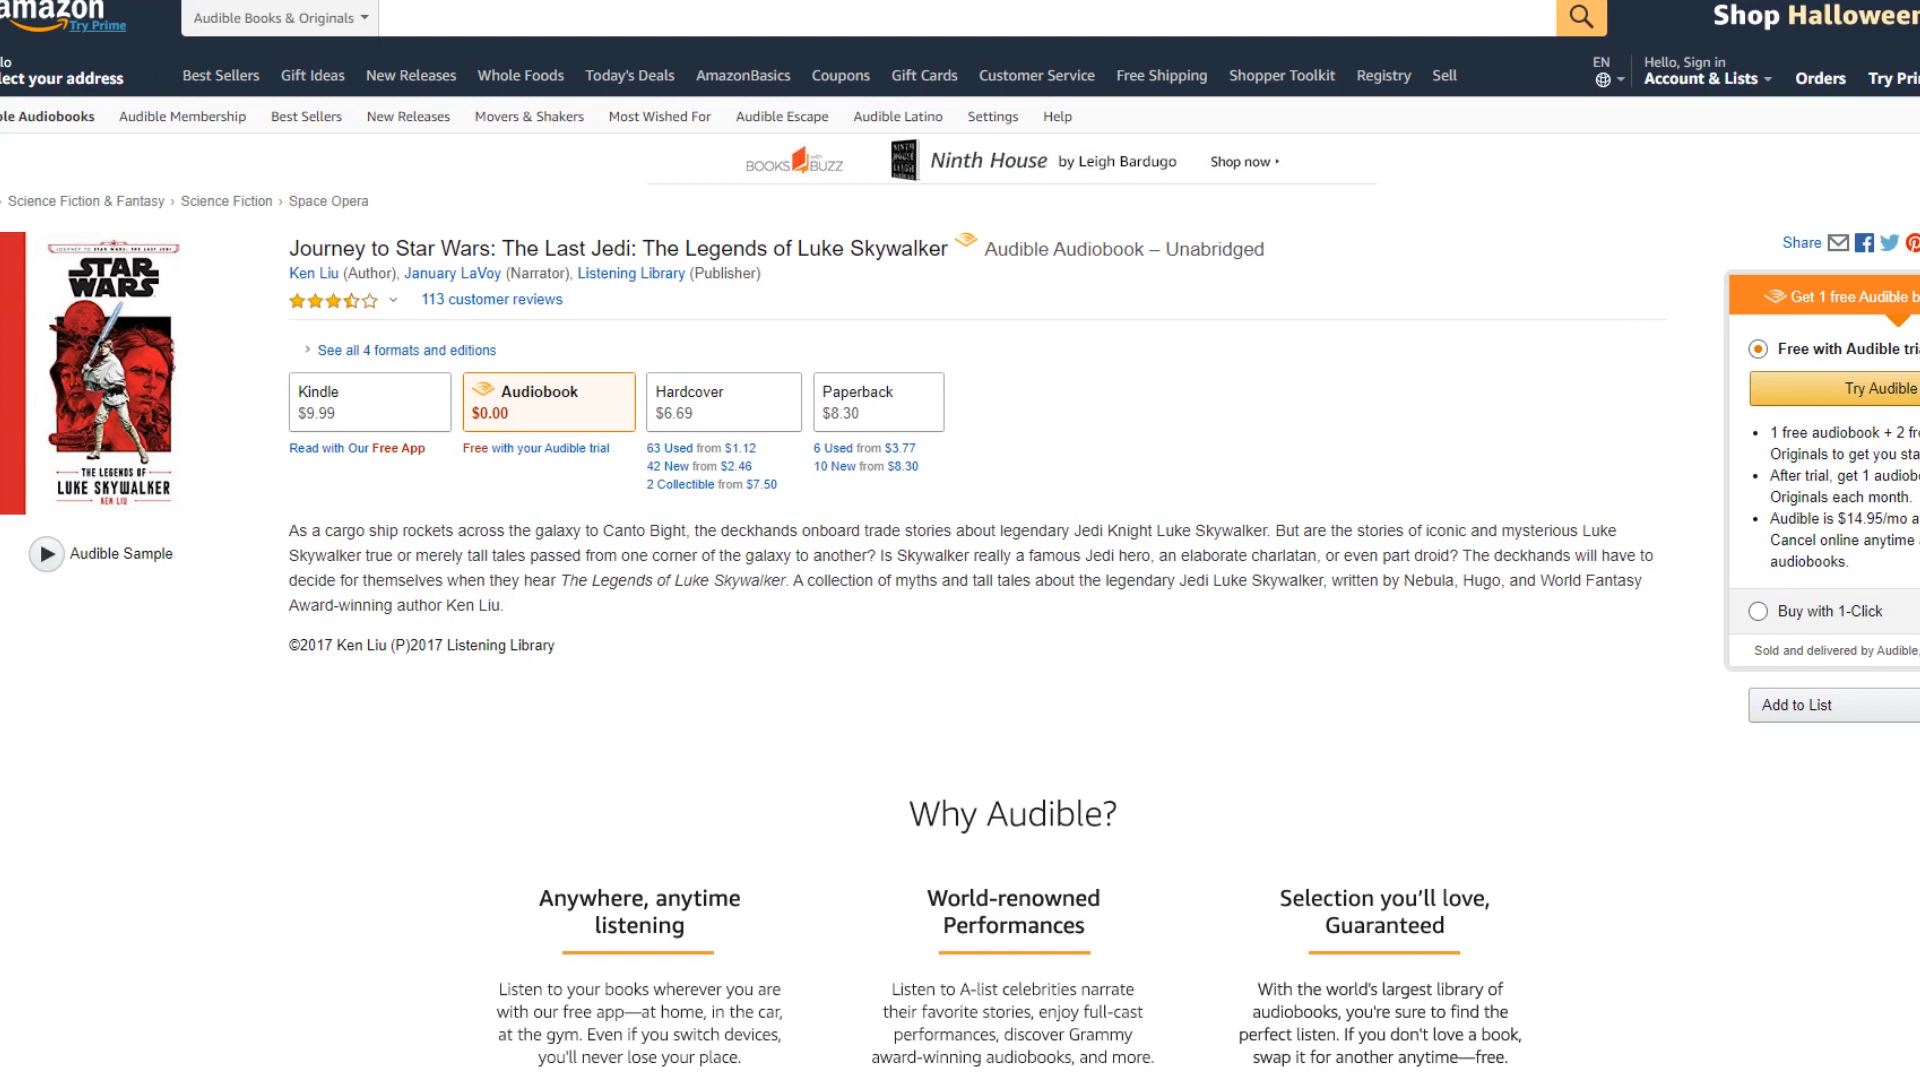 amazon
Try Prime
Audible Books & Originals
Shop Halloween
lo
lect your address
Best Sellers Gift Ideas New Releases Whole Foods Today's Deals AmazonBasics Coupons Gift Cards Customer Service Free Shipping Shopper Toolkit Registry Sell
EN
Hello, Sign in
Account & Lists Orders Try Pri
ble Audiobooks Audible Membership Best Sellers New Releases Movers & Shakers Most Wished For Audible Escape Audible Latino Settings Help
BOOKS with BUZZ
NINTH HOUSE LEIGH BARDUGO
Ninth House by Leigh Bardugo Shop now ›
› Science Fiction & Fantasy › Science Fiction › Space Opera
JOURNEY TO STAR WARS: THE LAST JEDI
STAR WARS
THE LEGENDS OF
LUKE SKYWALKER
KEN LIU
Audible Sample
Journey to Star Wars: The Last Jedi: The Legends of Luke Skywalker Audible Audiobook – Unabridged
Ken Liu (Author), January LaVoy (Narrator), Listening Library (Publisher)
113 customer reviews
› See all 4 formats and editions
Kindle
$9.99
Read with Our Free App
Audiobook
$0.00
Free with your Audible trial
Hardcover
$6.69
63 Used from $1.12
42 New from $2.46
2 Collectible from $7.50
Paperback
$8.30
6 Used from $3.77
10 New from $8.30
As a cargo ship rockets across the galaxy to Canto Bight, the deckhands onboard trade stories about legendary Jedi Knight Luke Skywalker. But are the stories of iconic and mysterious Luke
Skywalker true or merely tall tales passed from one corner of the galaxy to another? Is Skywalker really a famous Jedi hero, an elaborate charlatan, or even part droid? The deckhands will have to
decide for themselves when they hear The Legends of Luke Skywalker. A collection of myths and tall tales about the legendary Jedi Luke Skywalker, written by Nebula, Hugo, and World Fantasy
Award-winning author Ken Liu.
©2017 Ken Liu (P)2017 Listening Library
Share
Get 1 free Audible b
Free with Audible tri
Try Audible
• 1 free audiobook + 2 fr
Originals to get you sta
• After trial, get 1 audiob
Originals each month.
• Audible is $14.95/mo a
Cancel online anytime
audiobooks.
Buy with 1-Click
Sold and delivered by Audible,
Add to List
Why Audible?
Anywhere, anytime
listening
Listen to your books wherever you are
with our free app—at home, in the car,
at the gym. Even if you switch devices,
you'll never lose your place.
World-renowned
Performances
Listen to A-list celebrities narrate
their favorite stories, enjoy full-cast
performances, discover Grammy
award-winning audiobooks, and more.
Selection you'll love,
Guaranteed
With the world's largest library of
audiobooks, you're sure to find the
perfect listen. If you don't love a book,
swap it for another anytime—free.